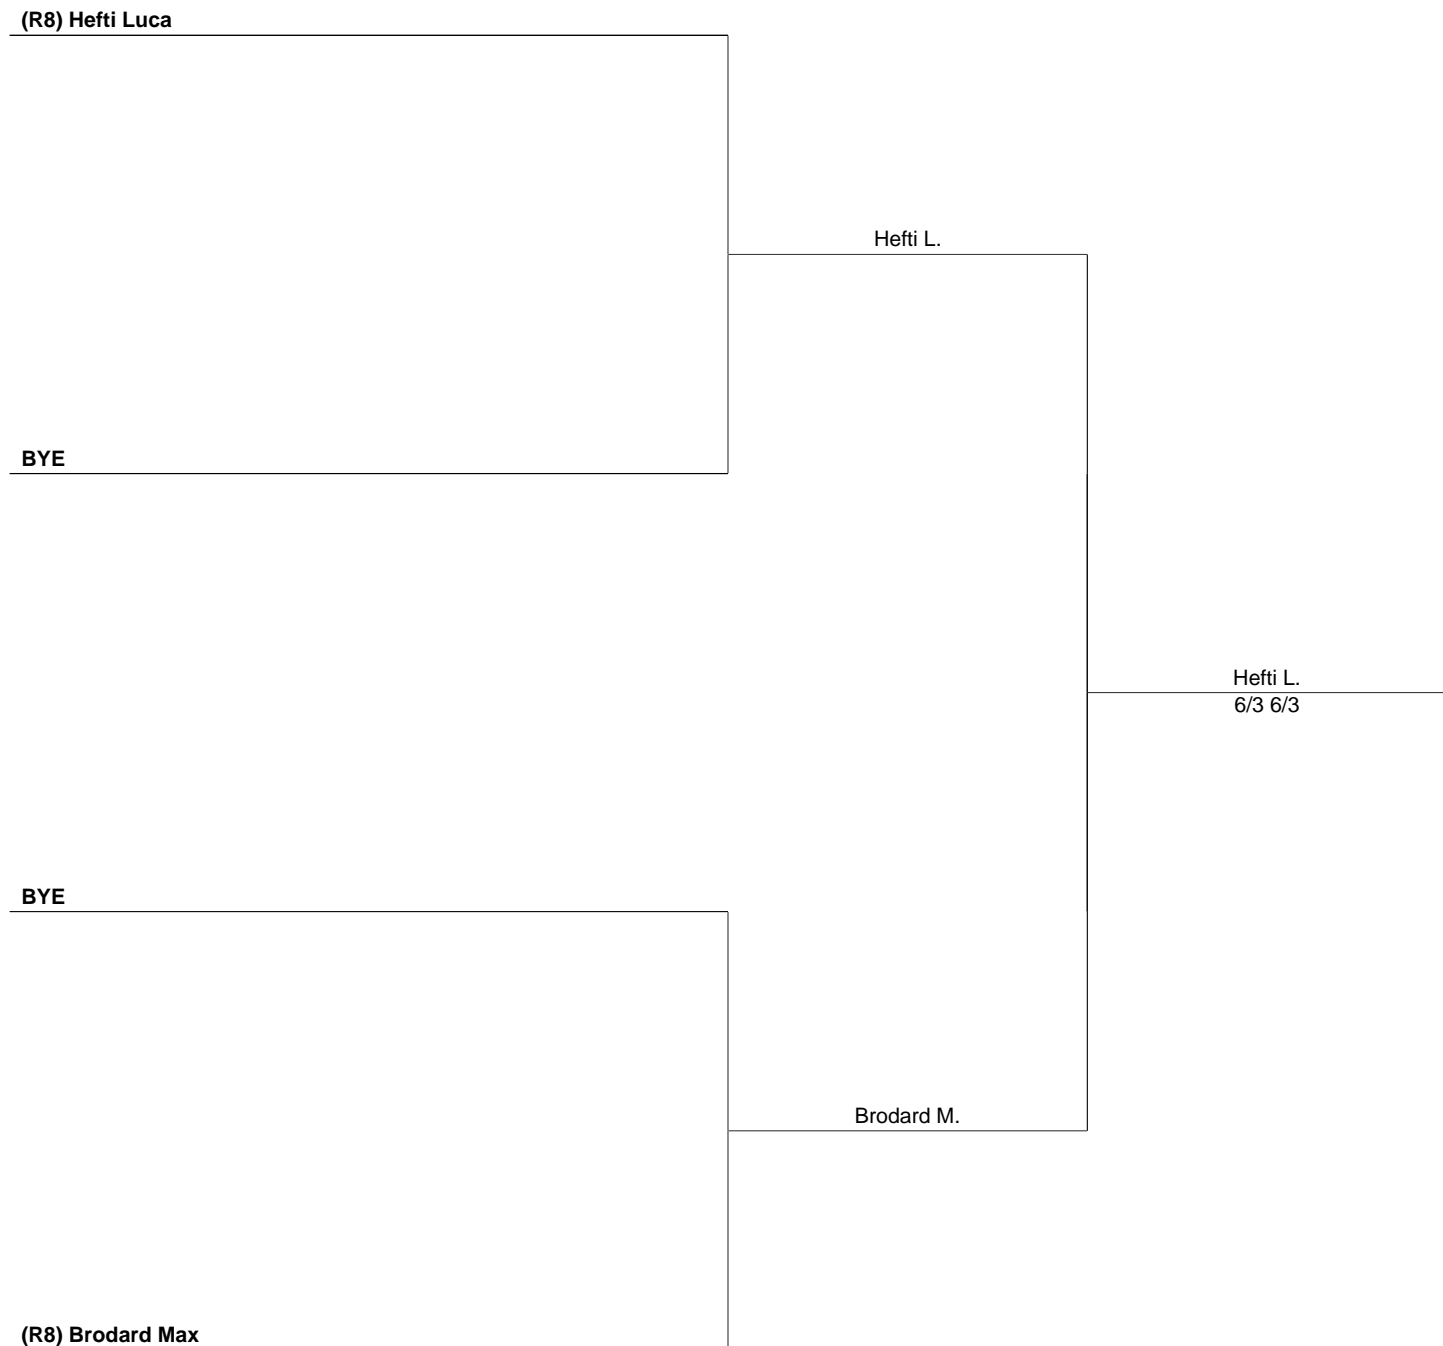 (R8) Hefti Luca
Hefti L.
BYE
Hefti L.
6/3 6/3
BYE
Brodard M.
(R8) Brodard Max